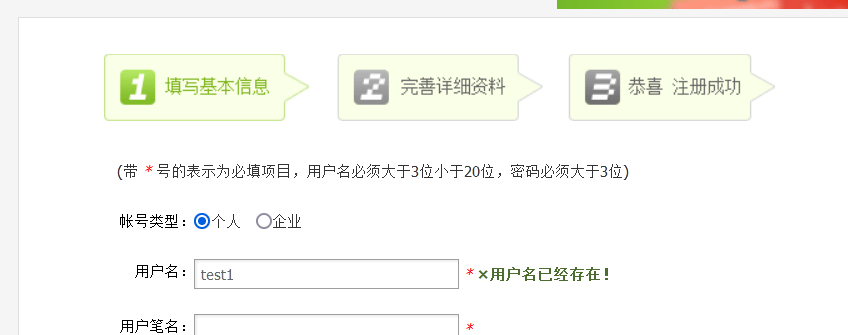 1 填写基本信息 2 完善详细资料 3 恭喜 注册成功
(带 * 号的表示为必填项目，用户名必须大于3位小于20位，密码必须大于3位)
帐号类型：个人 企业
用户名：test1 * ×用户名已经存在！
用户笔名： *